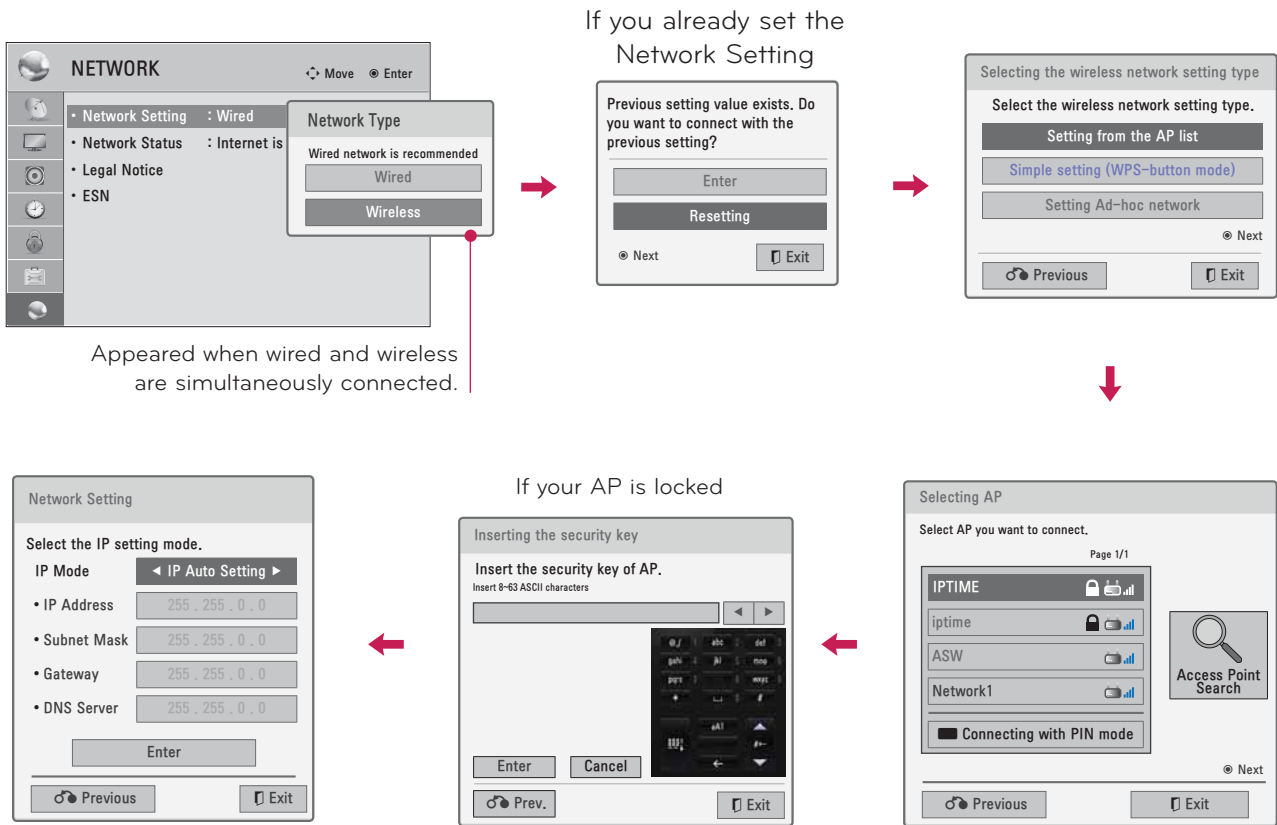 If you already set the
Network Setting
NETWORK
Move
Enter
• Network Setting : Wired
• Network Status : Internet is
• Legal Notice
• ESN
Network Type
Wired network is recommended
Wired
Wireless
Appeared when wired and wireless
are simultaneously connected.
Previous setting value exists. Do
you want to connect with the
previous setting?
Enter
Resetting
Next
Exit
Selecting the wireless network setting type
Select the wireless network setting type.
Setting from the AP list
Simple setting (WPS-button mode)
Setting Ad-hoc network
Next
Previous
Exit
Selecting AP
Select AP you want to connect.
Page 1/1
IPTIME
iptime
ASW
Network1
Connecting with PIN mode
Access Point
Search
Next
Previous
Exit
If your AP is locked
Inserting the security key
Insert the security key of AP.
Insert 8~63 ASCII characters
abc
def
jkl
Enter
Cancel
Prev.
Exit
Network Setting
Select the IP setting mode.
IP Mode ◄ IP Auto Setting ►
• IP Address 255 . 255 . 0 . 0
• Subnet Mask 255 . 255 . 0 . 0
• Gateway 255 . 255 . 0 . 0
• DNS Server 255 . 255 . 0 . 0
Enter
Previous
Exit